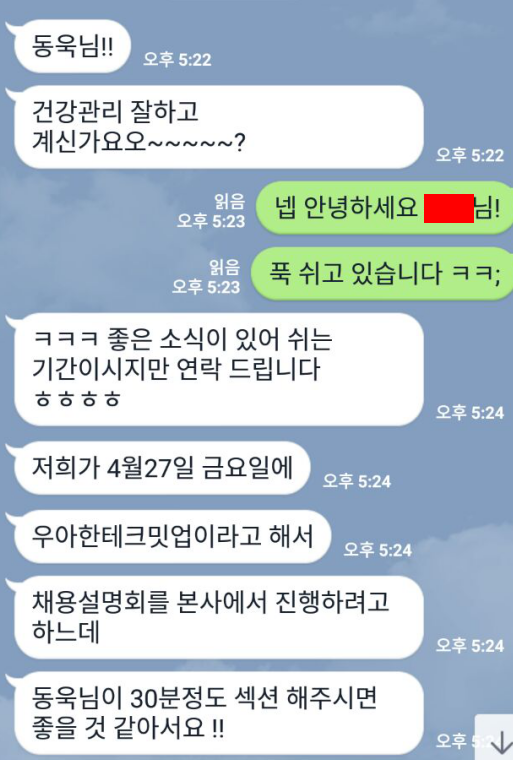 동욱님!!
오후 5:22
건강관리 잘하고
계신가요오~~~~~?
오후 5:22
읽음
오후 5:23
넵 안녕하세요 님!
읽음
오후 5:23
푹 쉬고 있습니다 ㅋㅋ;
ㅋㅋㅋ 좋은 소식이 있어 쉬는
기간이시지만 연락 드립니다
ㅎㅎㅎㅎ
오후 5:24
저희가 4월27일 금요일에
오후 5:24
우아한테크밋업이라고 해서
오후 5:24
채용설명회를 본사에서 진행하려고
하느데
오후 5:24
동욱님이 30분정도 섹션 해주시면
좋을 것 같아서요 !!
오후